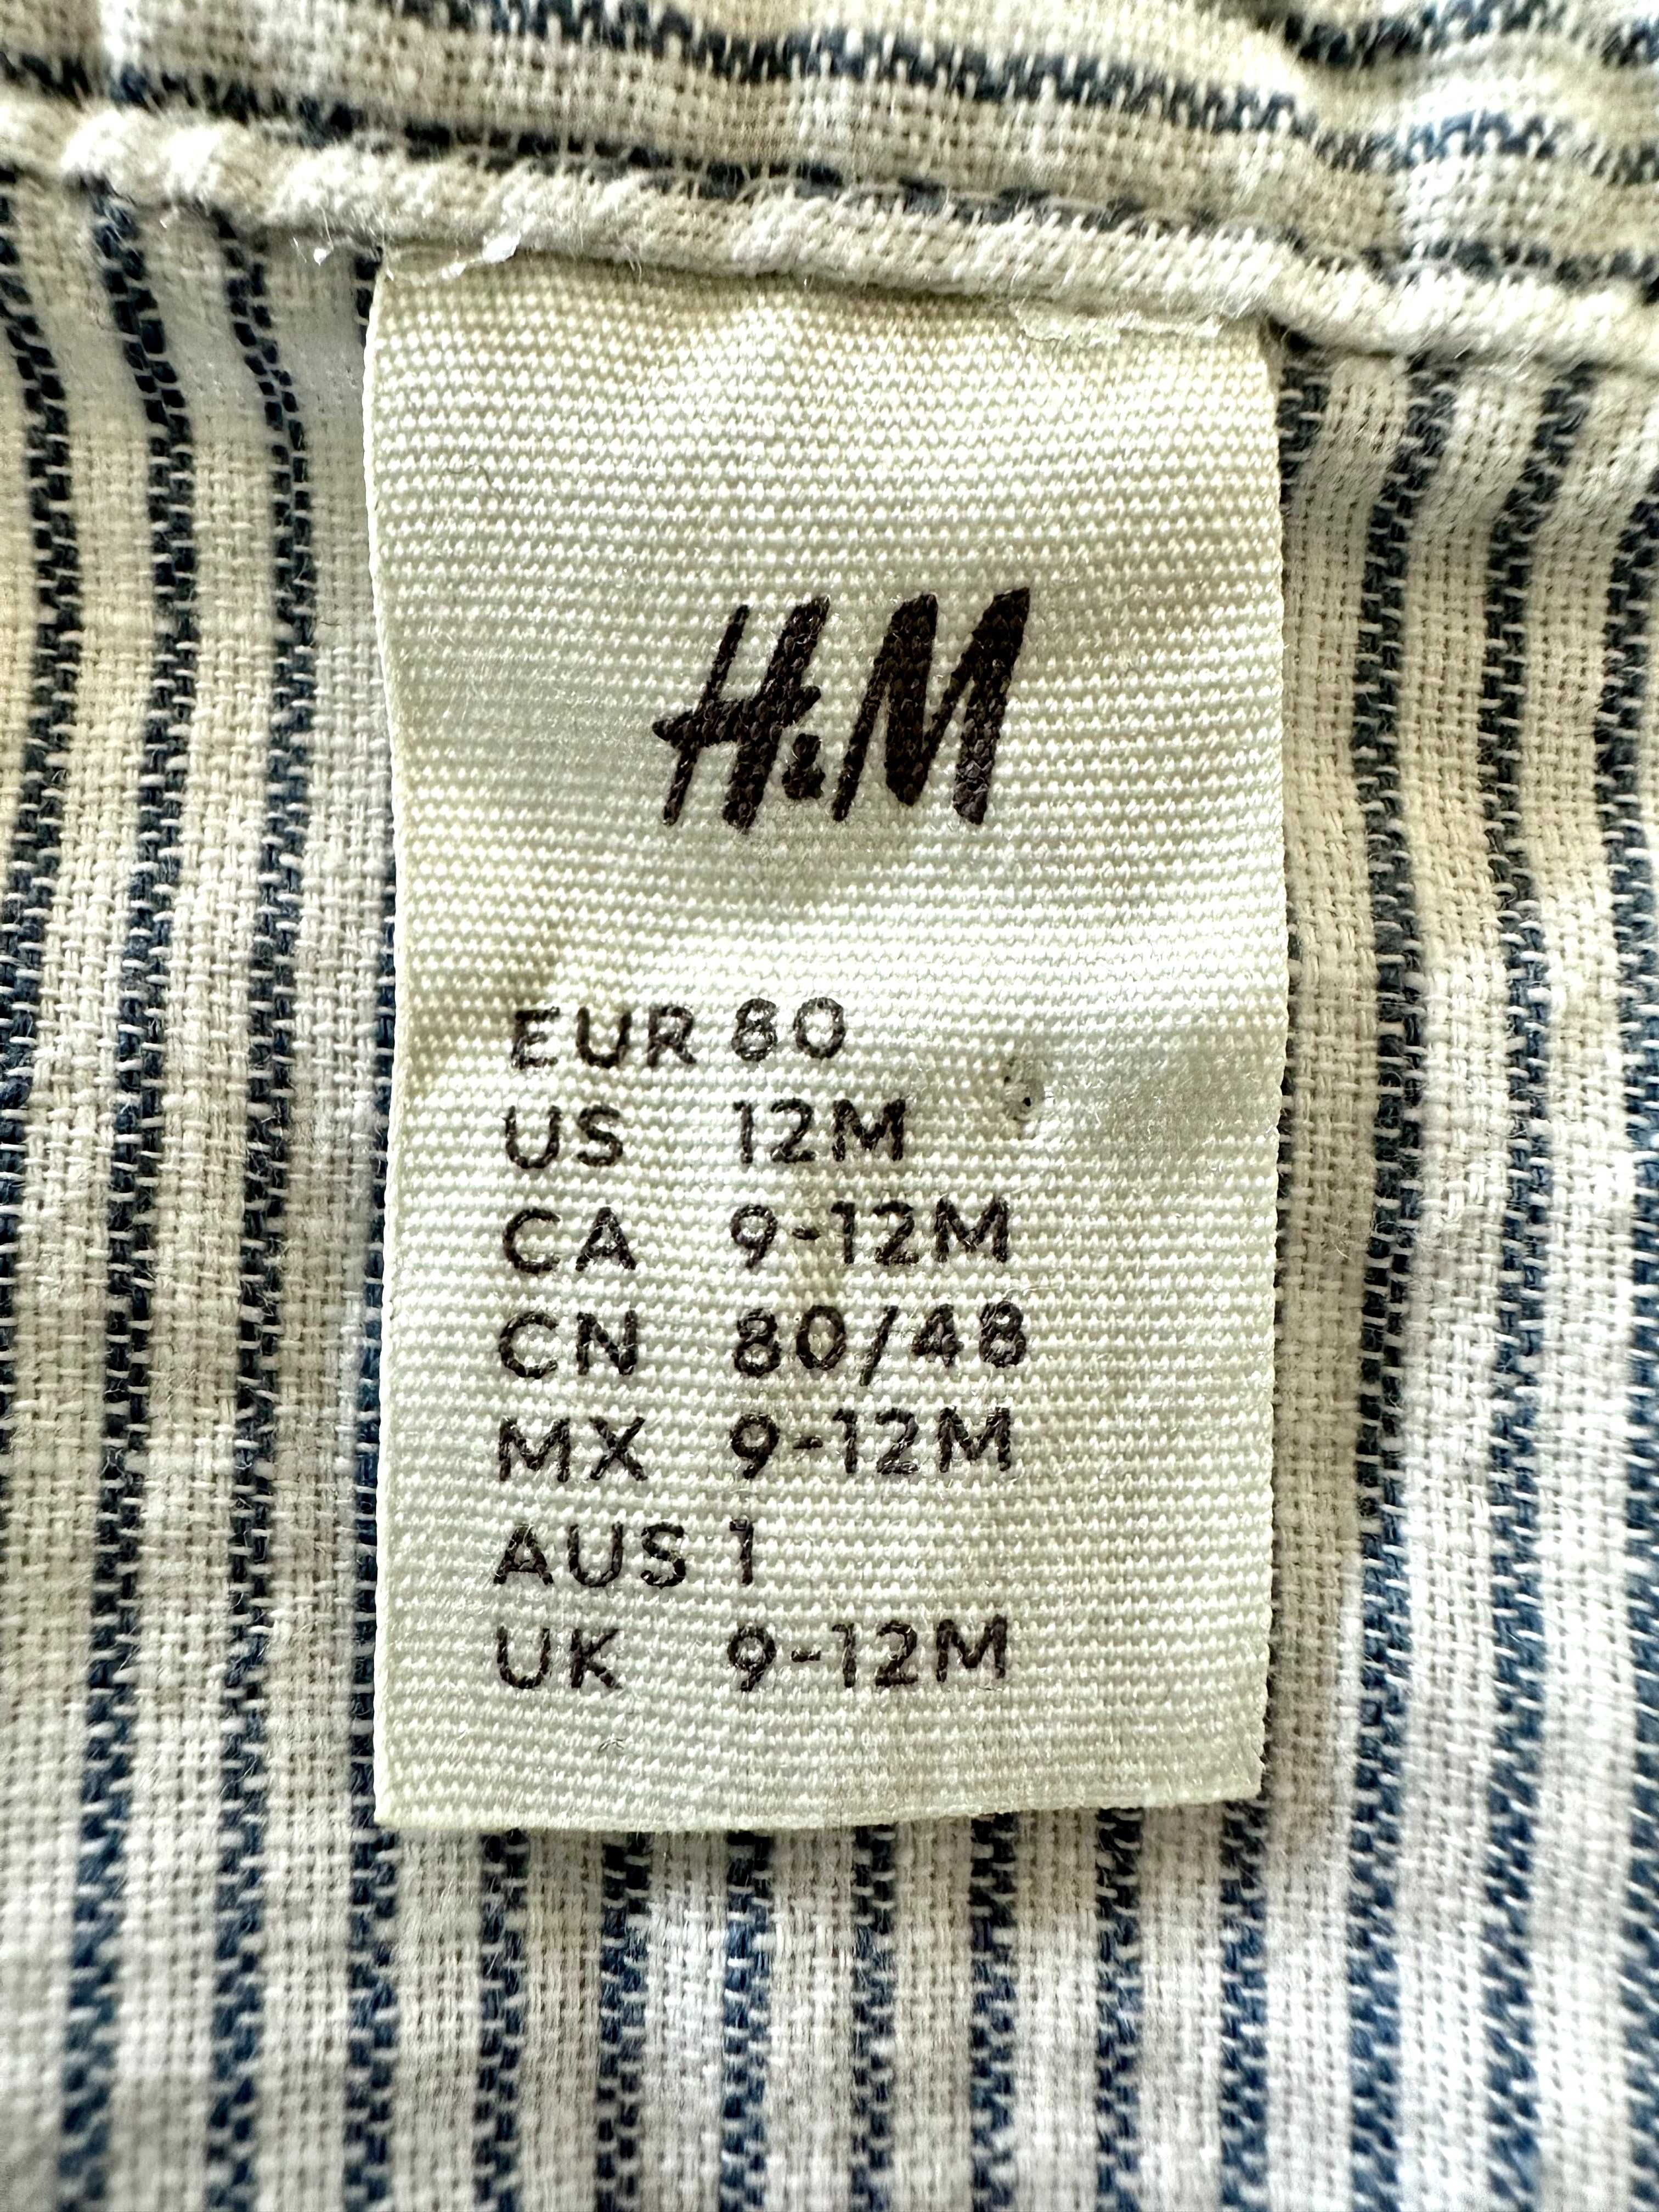 H&M
EUR 80
US 12M
CA 9-12M
CN 80/48
MX 9-12M
AUS 1
UK 9-12M